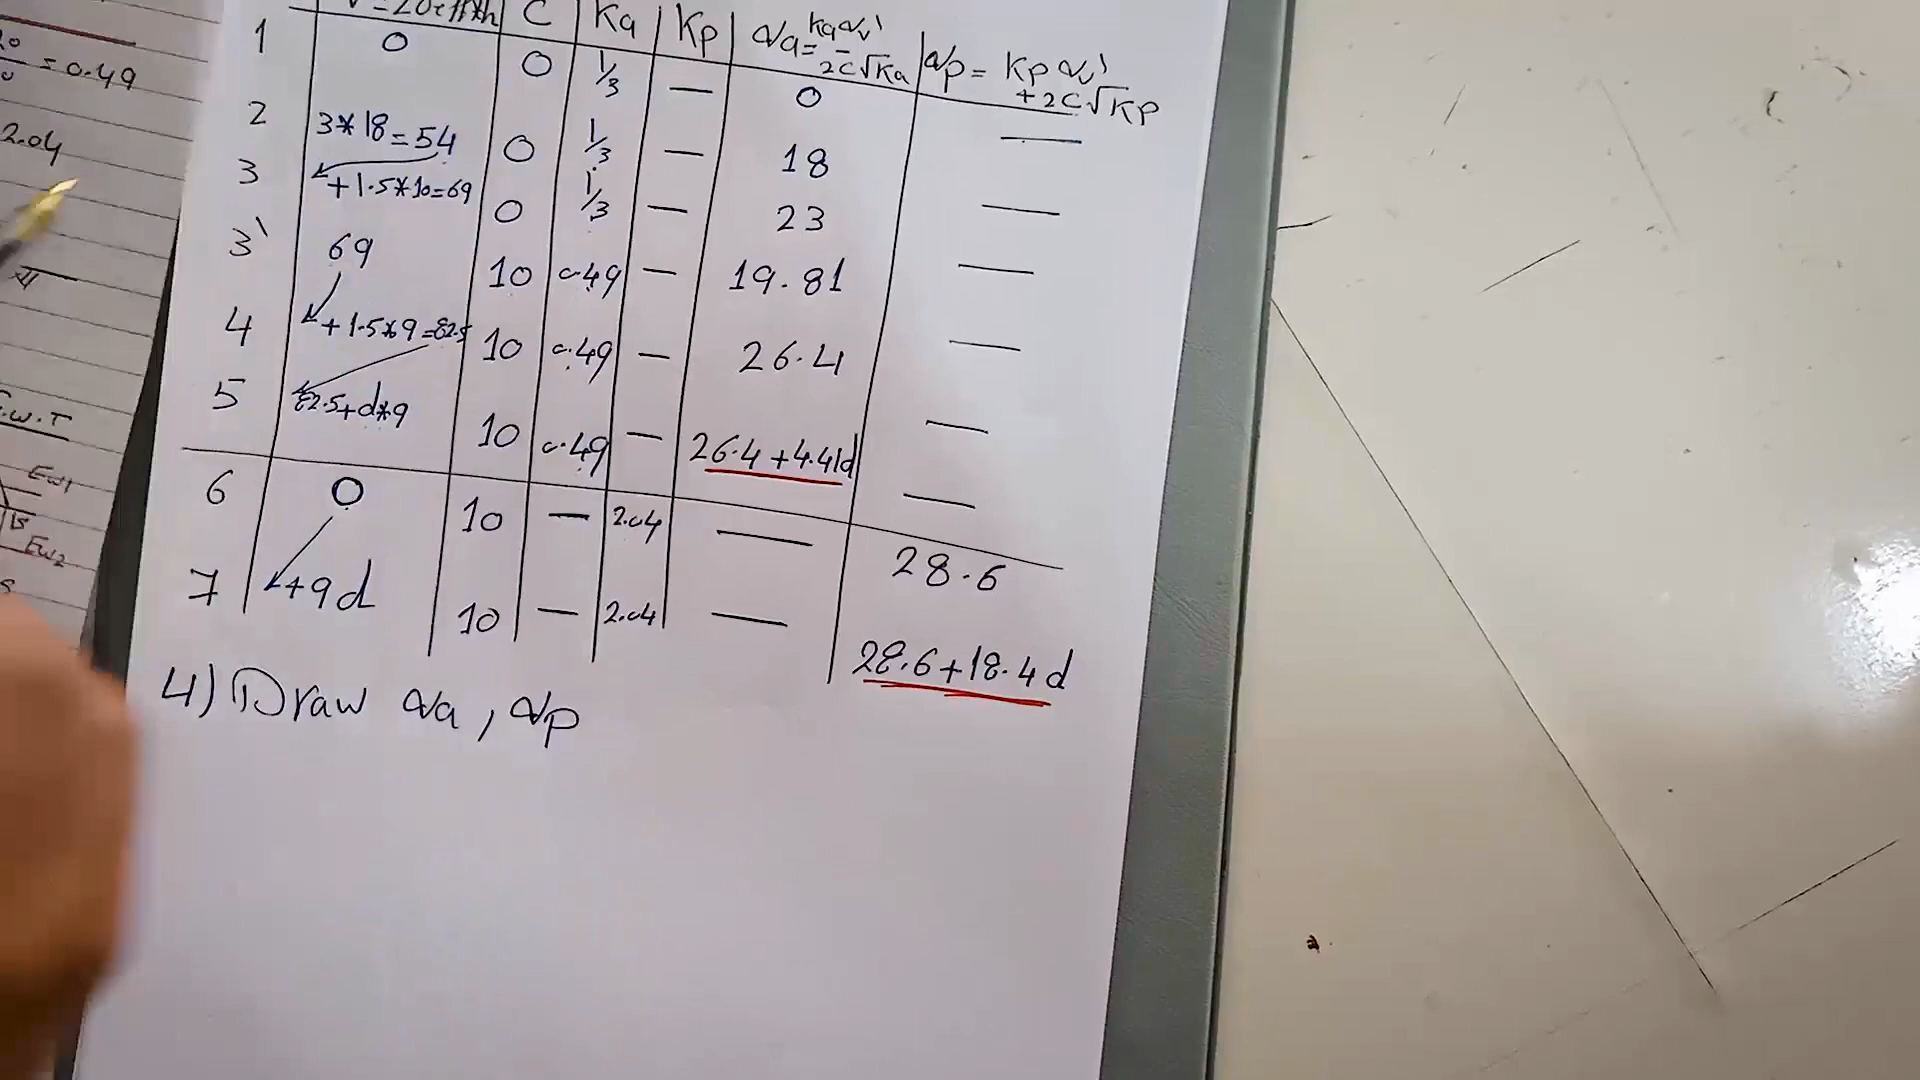 = 0.49
2.04
C Ka Kp σa= Kaσv' - 2C√Ka σp= Kp σv' + 2C√Kp
1 0 0 1/3 — 0 —
2 3*18=54 0 1/3 — 18 —
3 +1.5*10=69 0 1/3 — 23 —
3' 69 10 0.49 — 19.81 —
4 +1.5*9=82.5 10 0.49 — 26.4 —
5 82.5+d*9 10 0.49 — 26.4+4.41d —
6 0 10 — 2.04 — 28.6
7 +9d 10 — 2.04 — 28.6+18.4d
4) Draw σa, σp
.W.T
Ew1
Ew2